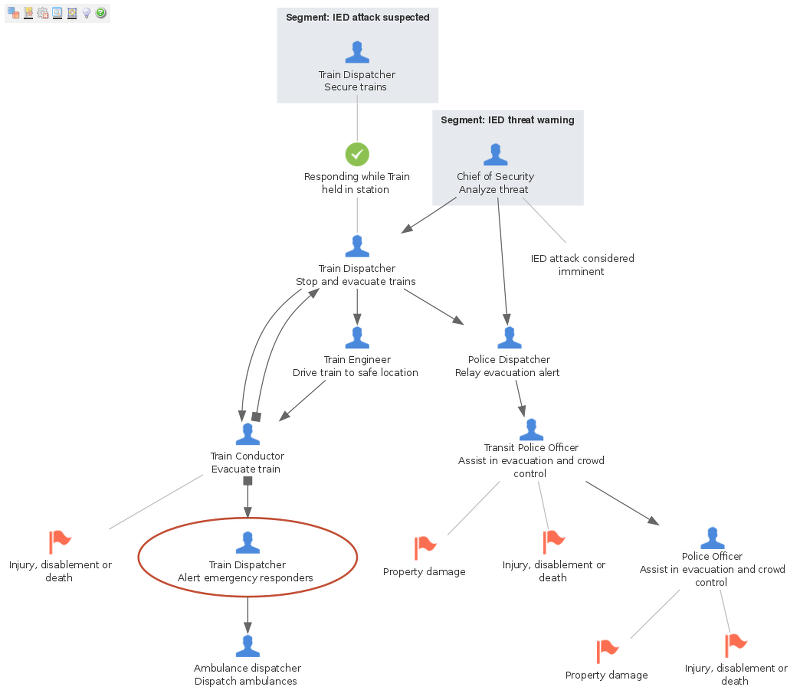 Segment: IED attack suspected
Train Dispatcher
Secure trains
Segment: IED threat warning
Responding while Train
held in station
Chief of Security
Analyze threat
IED attack considered
imminent
Train Dispatcher
Stop and evacuate trains
Train Engineer
Drive train to safe location
Police Dispatcher
Relay evacuation alert
Train Conductor
Evacuate train
Transit Police Officer
Assist in evacuation and crowd
control
Injury, disablement or
death
Train Dispatcher
Alert emergency responders
Property damage
Injury, disablement or
death
Police Officer
Assist in evacuation and crowd
control
Ambulance dispatcher
Dispatch ambulances
Property damage
Injury, disablement or
death